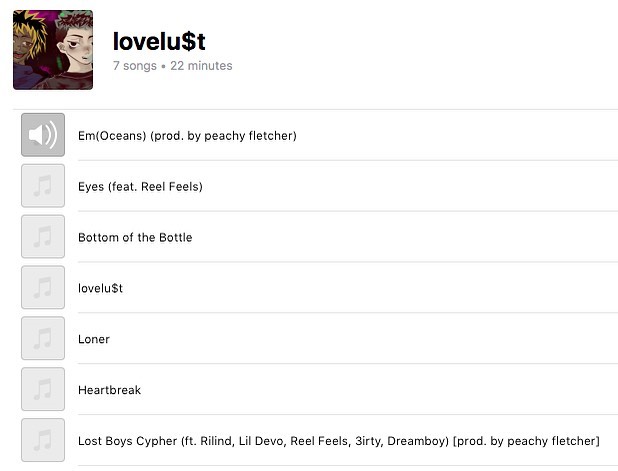 lovelu$t
7 songs • 22 minutes
Em(Oceans) (prod. by peachy fletcher)
Eyes (feat. Reel Feels)
Bottom of the Bottle
lovelu$t
Loner
Heartbreak
Lost Boys Cypher (ft. Rilind, Lil Devo, Reel Feels, 3irty, Dreamboy) [prod. by peachy fletcher]